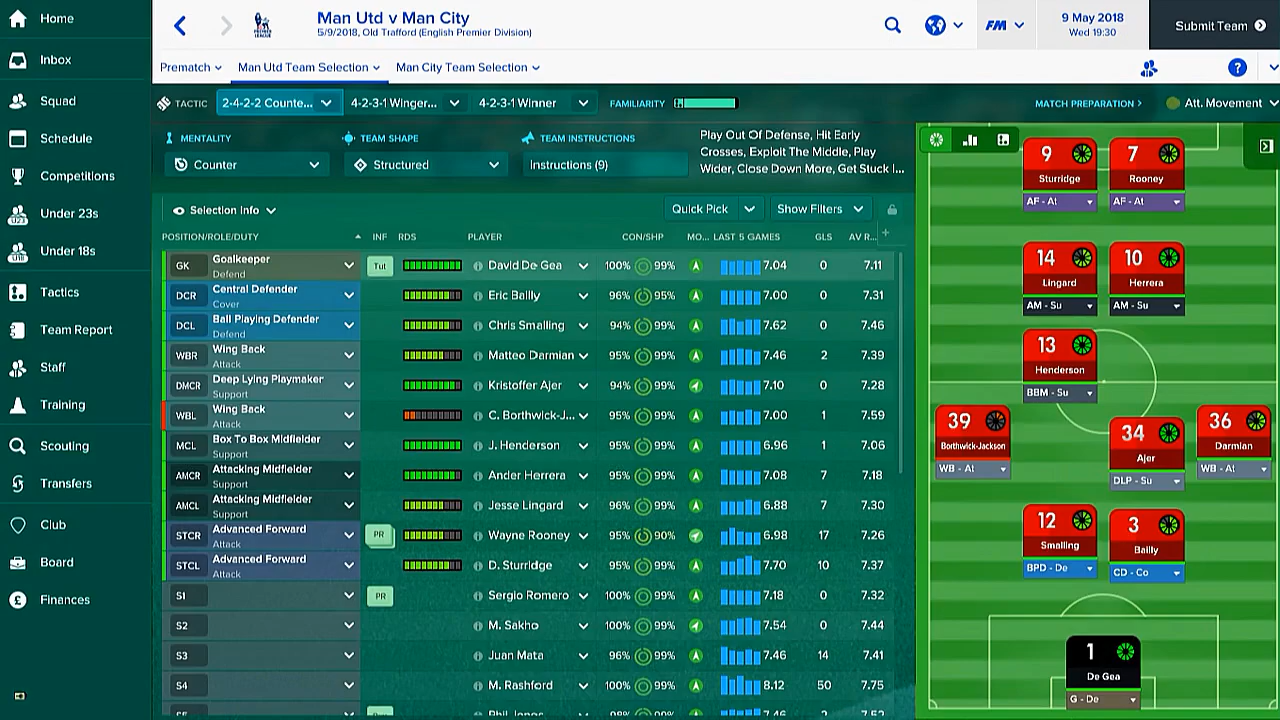 Home
Inbox
Squad
Schedule
Competitions
Under 23s
Under 18s
Tactics
Team Report
Staff
Training
Scouting
Transfers
Club
Board
Finances
Man Utd v Man City
5/9/2018, Old Trafford (English Premier Division)
FM
9 May 2018
Wed 19:30
Submit Team
Prematch
Man Utd Team Selection
Man City Team Selection
?
TACTIC
2-4-2-2 Counte...
4-2-3-1 Winger...
4-2-3-1 Winner
FAMILIARITY
MATCH PREPARATION >
Att. Movement
MENTALITY
TEAM SHAPE
TEAM INSTRUCTIONS
Counter
Structured
Instructions (9)
Play Out Of Defense, Hit Early
Crosses, Exploit The Middle, Play
Wider, Close Down More, Get Stuck I...
Selection Info
Quick Pick
Show Filters
POSITION/ROLE/DUTY INF RDS PLAYER CON/SHP MO... LAST 5 GAMES GLS AV R...
GK Goalkeeper Defend Tut David De Gea 100% 99% 7.04 0 7.11
DCR Central Defender Cover Eric Bailly 96% 95% 7.00 0 7.31
DCL Ball Playing Defender Defend Chris Smalling 94% 99% 7.62 0 7.46
WBR Wing Back Attack Matteo Darmian 95% 99% 7.46 2 7.39
DMCR Deep Lying Playmaker Support Kristoffer Ajer 94% 99% 7.10 0 7.28
WBL Wing Back Attack C. Borthwick-J... 95% 99% 7.00 1 7.59
MCL Box To Box Midfielder Support J. Henderson 95% 99% 6.96 1 7.06
AMCR Attacking Midfielder Support Ander Herrera 95% 99% 7.08 7 7.18
AMCL Attacking Midfielder Support Jesse Lingard 96% 99% 6.88 7 7.30
STCR Advanced Forward Attack PR Wayne Rooney 95% 90% 6.98 17 7.26
STCL Advanced Forward Attack D. Sturridge 95% 99% 7.70 10 7.37
S1 PR Sergio Romero 100% 99% 7.18 0 7.32
S2 M. Sakho 100% 99% 7.54 0 7.44
S3 Juan Mata 96% 99% 7.46 14 7.41
S4 M. Rashford 100% 99% 8.12 50 7.75
Phil Jones 99% 7.46
9
Sturridge
AF - At
7
Rooney
AF - At
14
Lingard
AM - Su
10
Herrera
AM - Su
13
Henderson
BBM - Su
39
Borthwick-Jackson
WB - At
34
Ajer
DLP - Su
36
Darmian
WB - At
12
Smalling
BPD - De
3
Bailly
CD - Co
1
De Gea
G - De